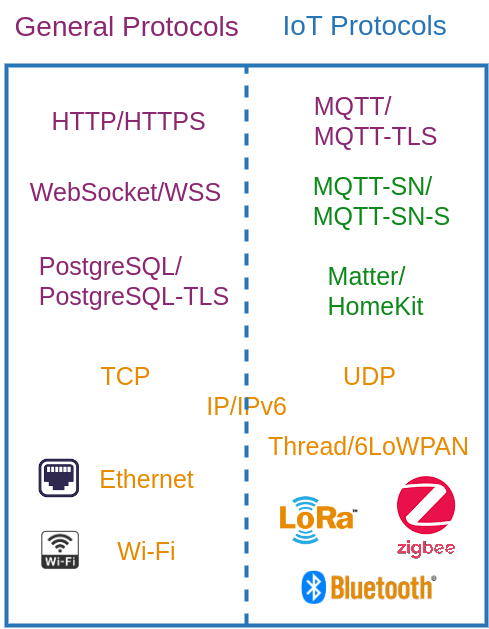 General Protocols
IoT Protocols
HTTP/HTTPS
MQTT/
MQTT-TLS
WebSocket/WSS
MQTT-SN/
MQTT-SN-S
PostgreSQL/
PostgreSQL-TLS
Matter/
HomeKit
TCP
UDP
IP/IPv6
Thread/6LoWPAN
Ethernet
LoRa™
zigbee
Wi-Fi
Wi-Fi
Bluetooth®